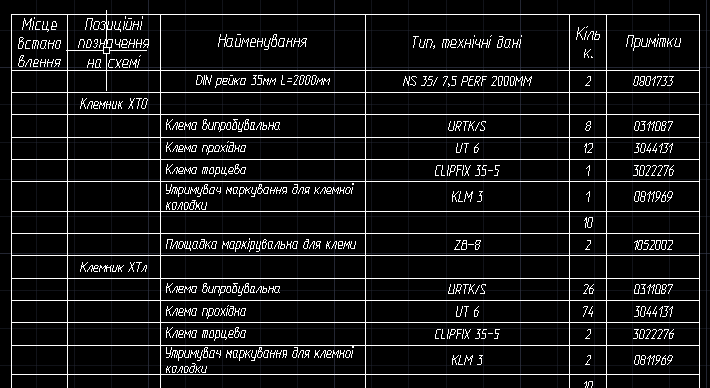 Місце встано влення Позиційні позначення на схемі Найменування Тип, технічні дані Кільк. Примітки
DIN рейка 35мм L=2000мм NS 35/ 7,5 PERF 2000MM 2 0801733
Клемник ХТ0
Клема випробувальна URTK/S 8 0311087
Клема прохідна UT 6 12 3044131
Клема торцева CLIPFIX 35-5 1 3022276
Утримувач маркування для клемної колодки KLM 3 1 0811969
10
Площадка маркірувальна для клеми ZB-8 2 1052002
Клемник ХТл
Клема випробувальна URTK/S 26 0311087
Клема прохідна UT 6 74 3044131
Клема торцева CLIPFIX 35-5 2 3022276
Утримувач маркування для клемної колодки KLM 3 2 0811969
10